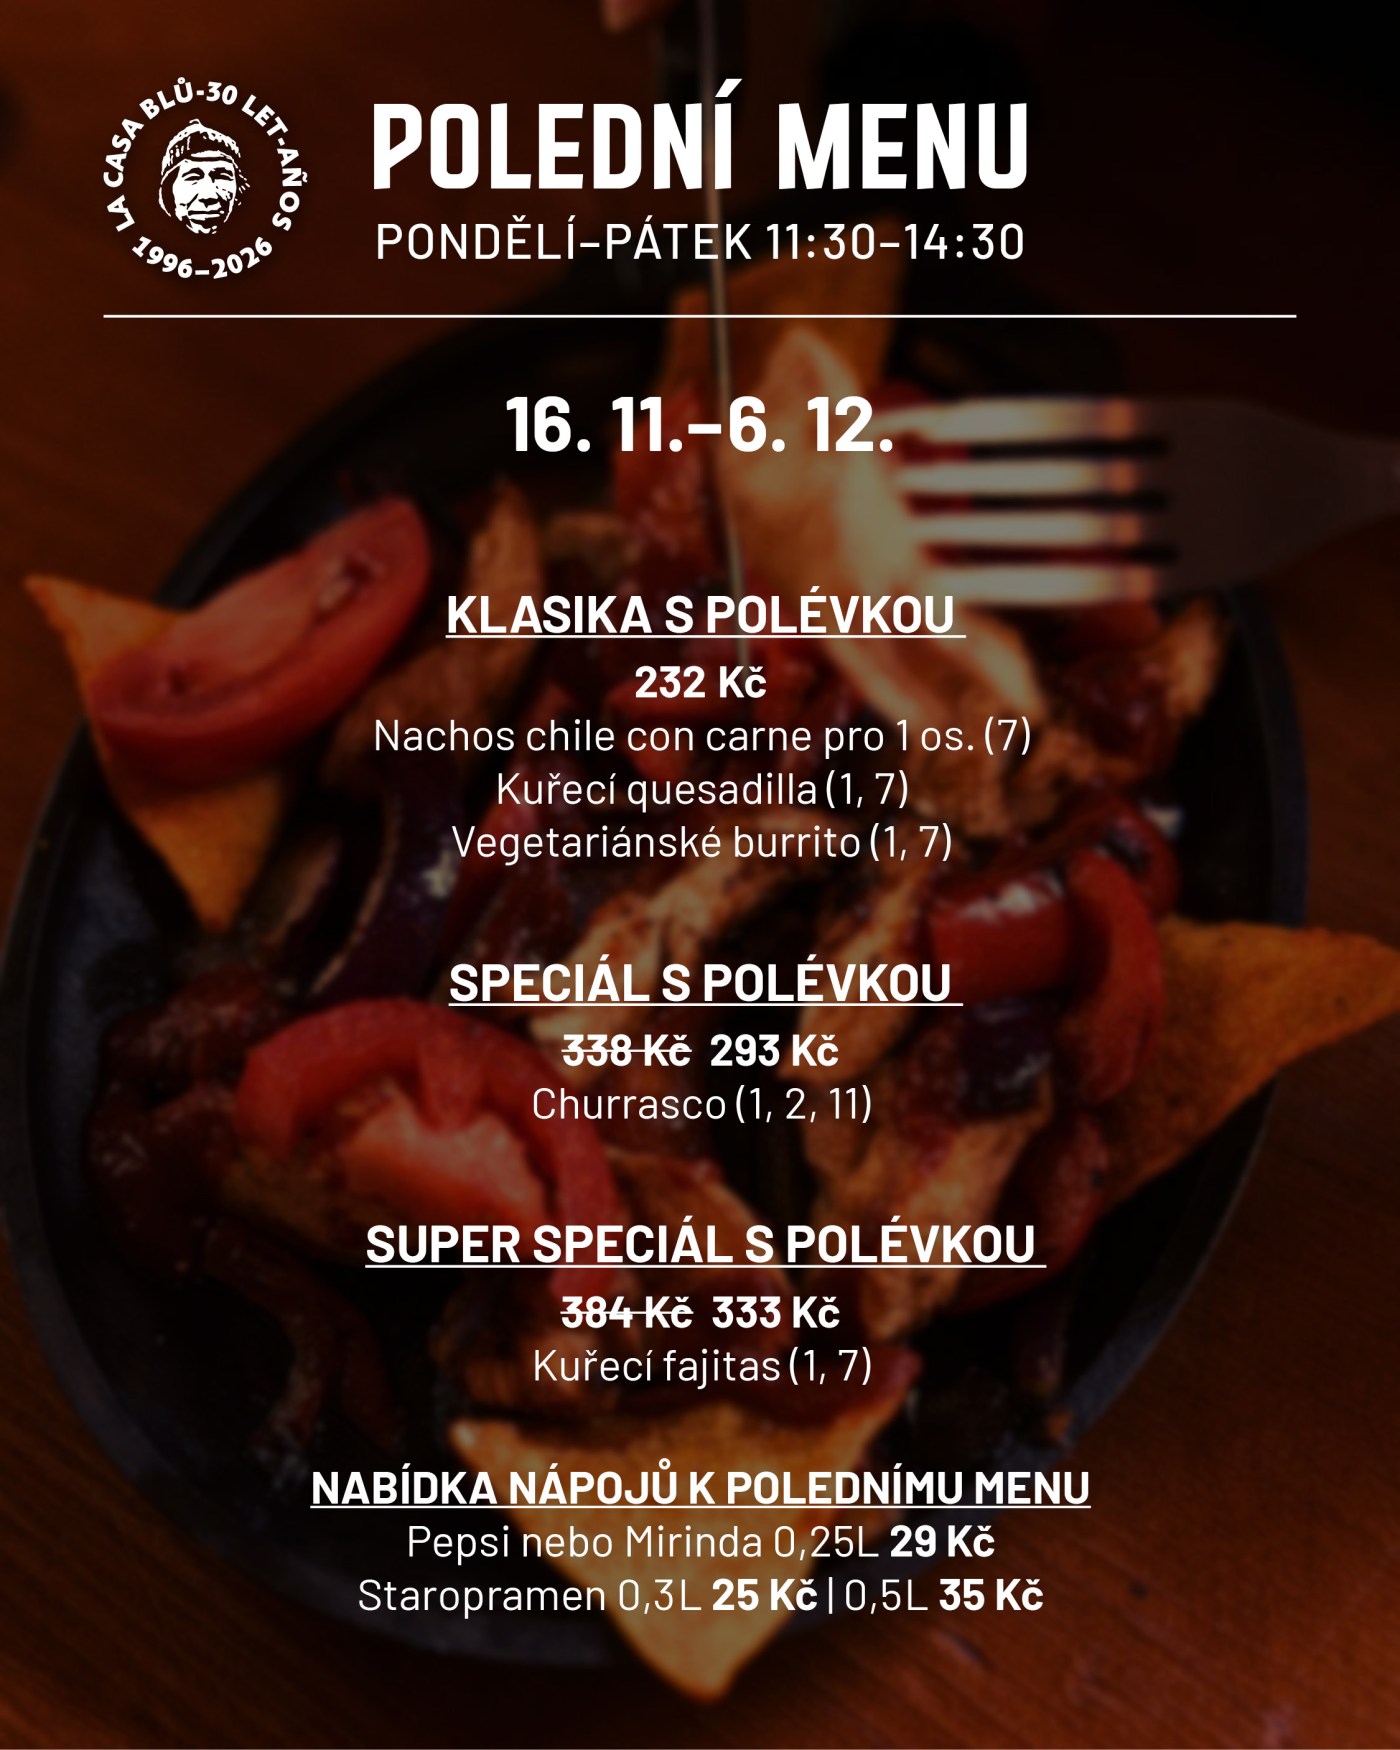 LA CASA BLŮ-30 LET-AÑOS
1996–2026
POLEDNÍ MENU
PONDĚLÍ–PÁTEK 11:30–14:30
16. 11.–6. 12.
KLASIKA S POLÉVKOU
232 Kč
Nachos chile con carne pro 1 os. (7)
Kuřecí quesadilla (1, 7)
Vegetariánské burrito (1, 7)
SPECIÁL S POLÉVKOU
338 Kč 293 Kč
Churrasco (1, 2, 11)
SUPER SPECIÁL S POLÉVKOU
384 Kč 333 Kč
Kuřecí fajitas (1, 7)
NABÍDKA NÁPOJŮ K POLEDNÍMU MENU
Pepsi nebo Mirinda 0,25L 29 Kč
Staropramen 0,3L 25 Kč | 0,5L 35 Kč